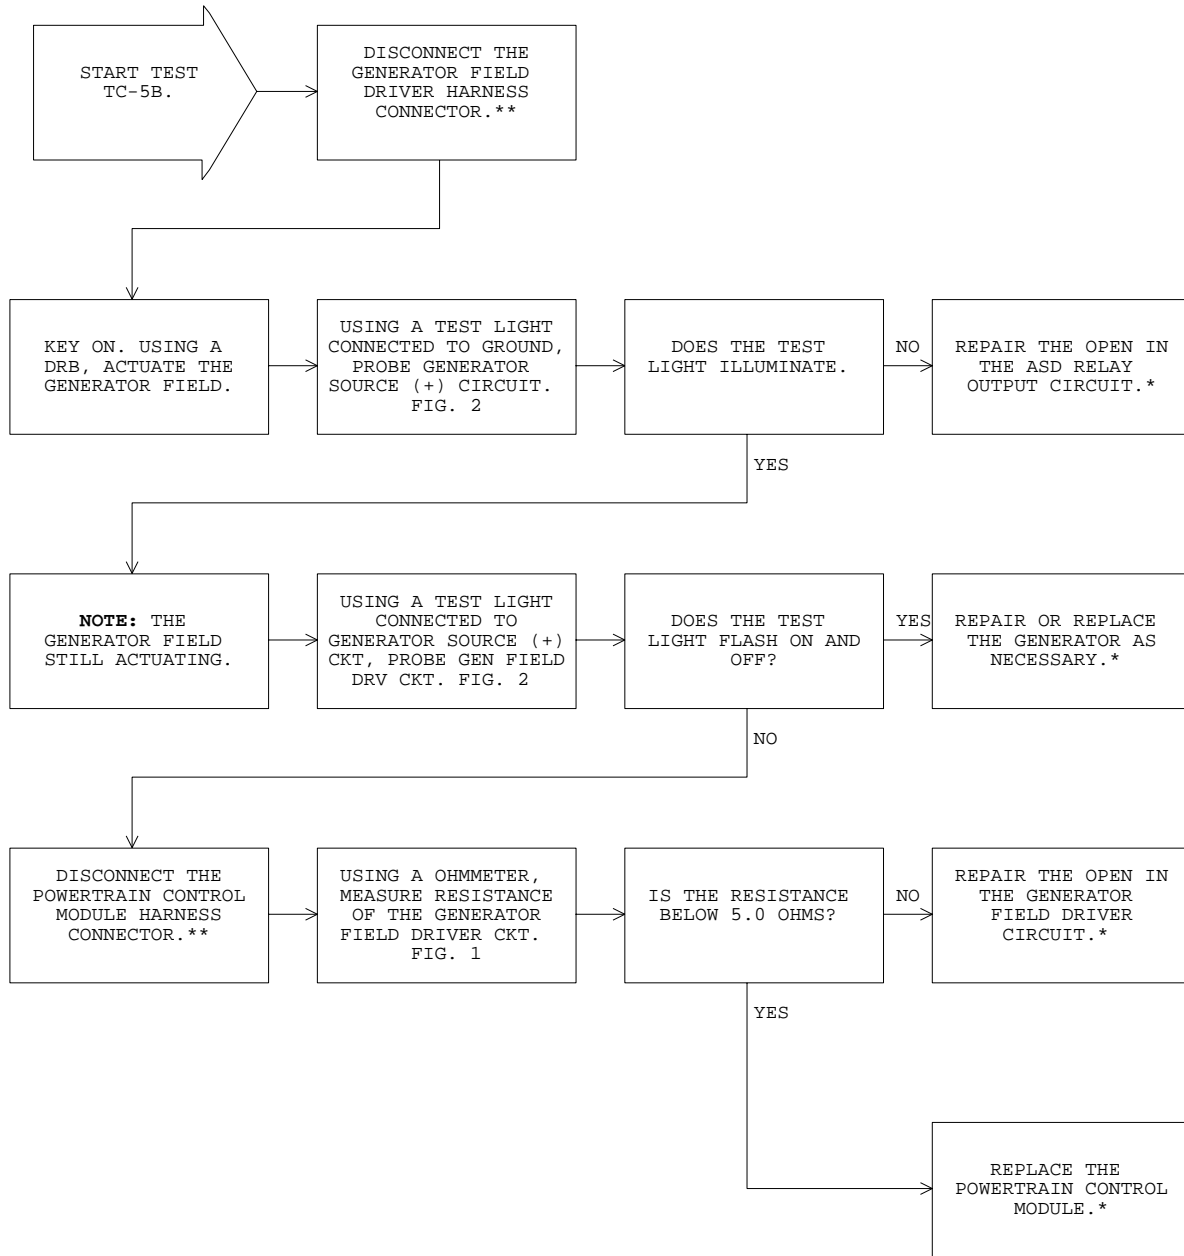 START TEST
TC-5B.
DISCONNECT THE
GENERATOR FIELD
DRIVER HARNESS
CONNECTOR.**
KEY ON. USING A
DRB, ACTUATE THE
GENERATOR FIELD.
USING A TEST LIGHT
CONNECTED TO GROUND,
PROBE GENERATOR
SOURCE (+) CIRCUIT.
FIG. 2
DOES THE TEST
LIGHT ILLUMINATE.
NO
REPAIR THE OPEN IN
THE ASD RELAY
OUTPUT CIRCUIT.*
YES
NOTE: THE
GENERATOR FIELD
STILL ACTUATING.
USING A TEST LIGHT
CONNECTED TO
GENERATOR SOURCE (+)
CKT, PROBE GEN FIELD
DRV CKT. FIG. 2
DOES THE TEST
LIGHT FLASH ON AND
OFF?
YES
REPAIR OR REPLACE
THE GENERATOR AS
NECESSARY.*
NO
DISCONNECT THE
POWERTRAIN CONTROL
MODULE HARNESS
CONNECTOR.**
USING A OHMMETER,
MEASURE RESISTANCE
OF THE GENERATOR
FIELD DRIVER CKT.
FIG. 1
IS THE RESISTANCE
BELOW 5.0 OHMS?
NO
REPAIR THE OPEN IN
THE GENERATOR
FIELD DRIVER
CIRCUIT.*
YES
REPLACE THE
POWERTRAIN CONTROL
MODULE.*